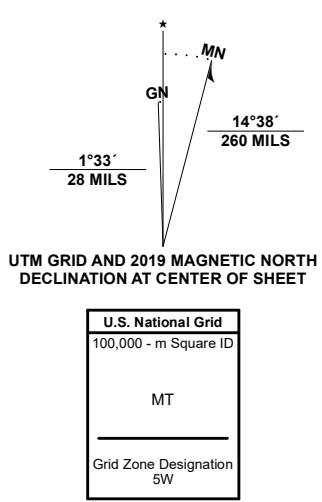 ★
MN
GN
1°33´
28 MILS
14°38´
260 MILS
UTM GRID AND 2019 MAGNETIC NORTH
DECLINATION AT CENTER OF SHEET
U.S. National Grid
100,000 - m Square ID
MT
Grid Zone Designation
5W